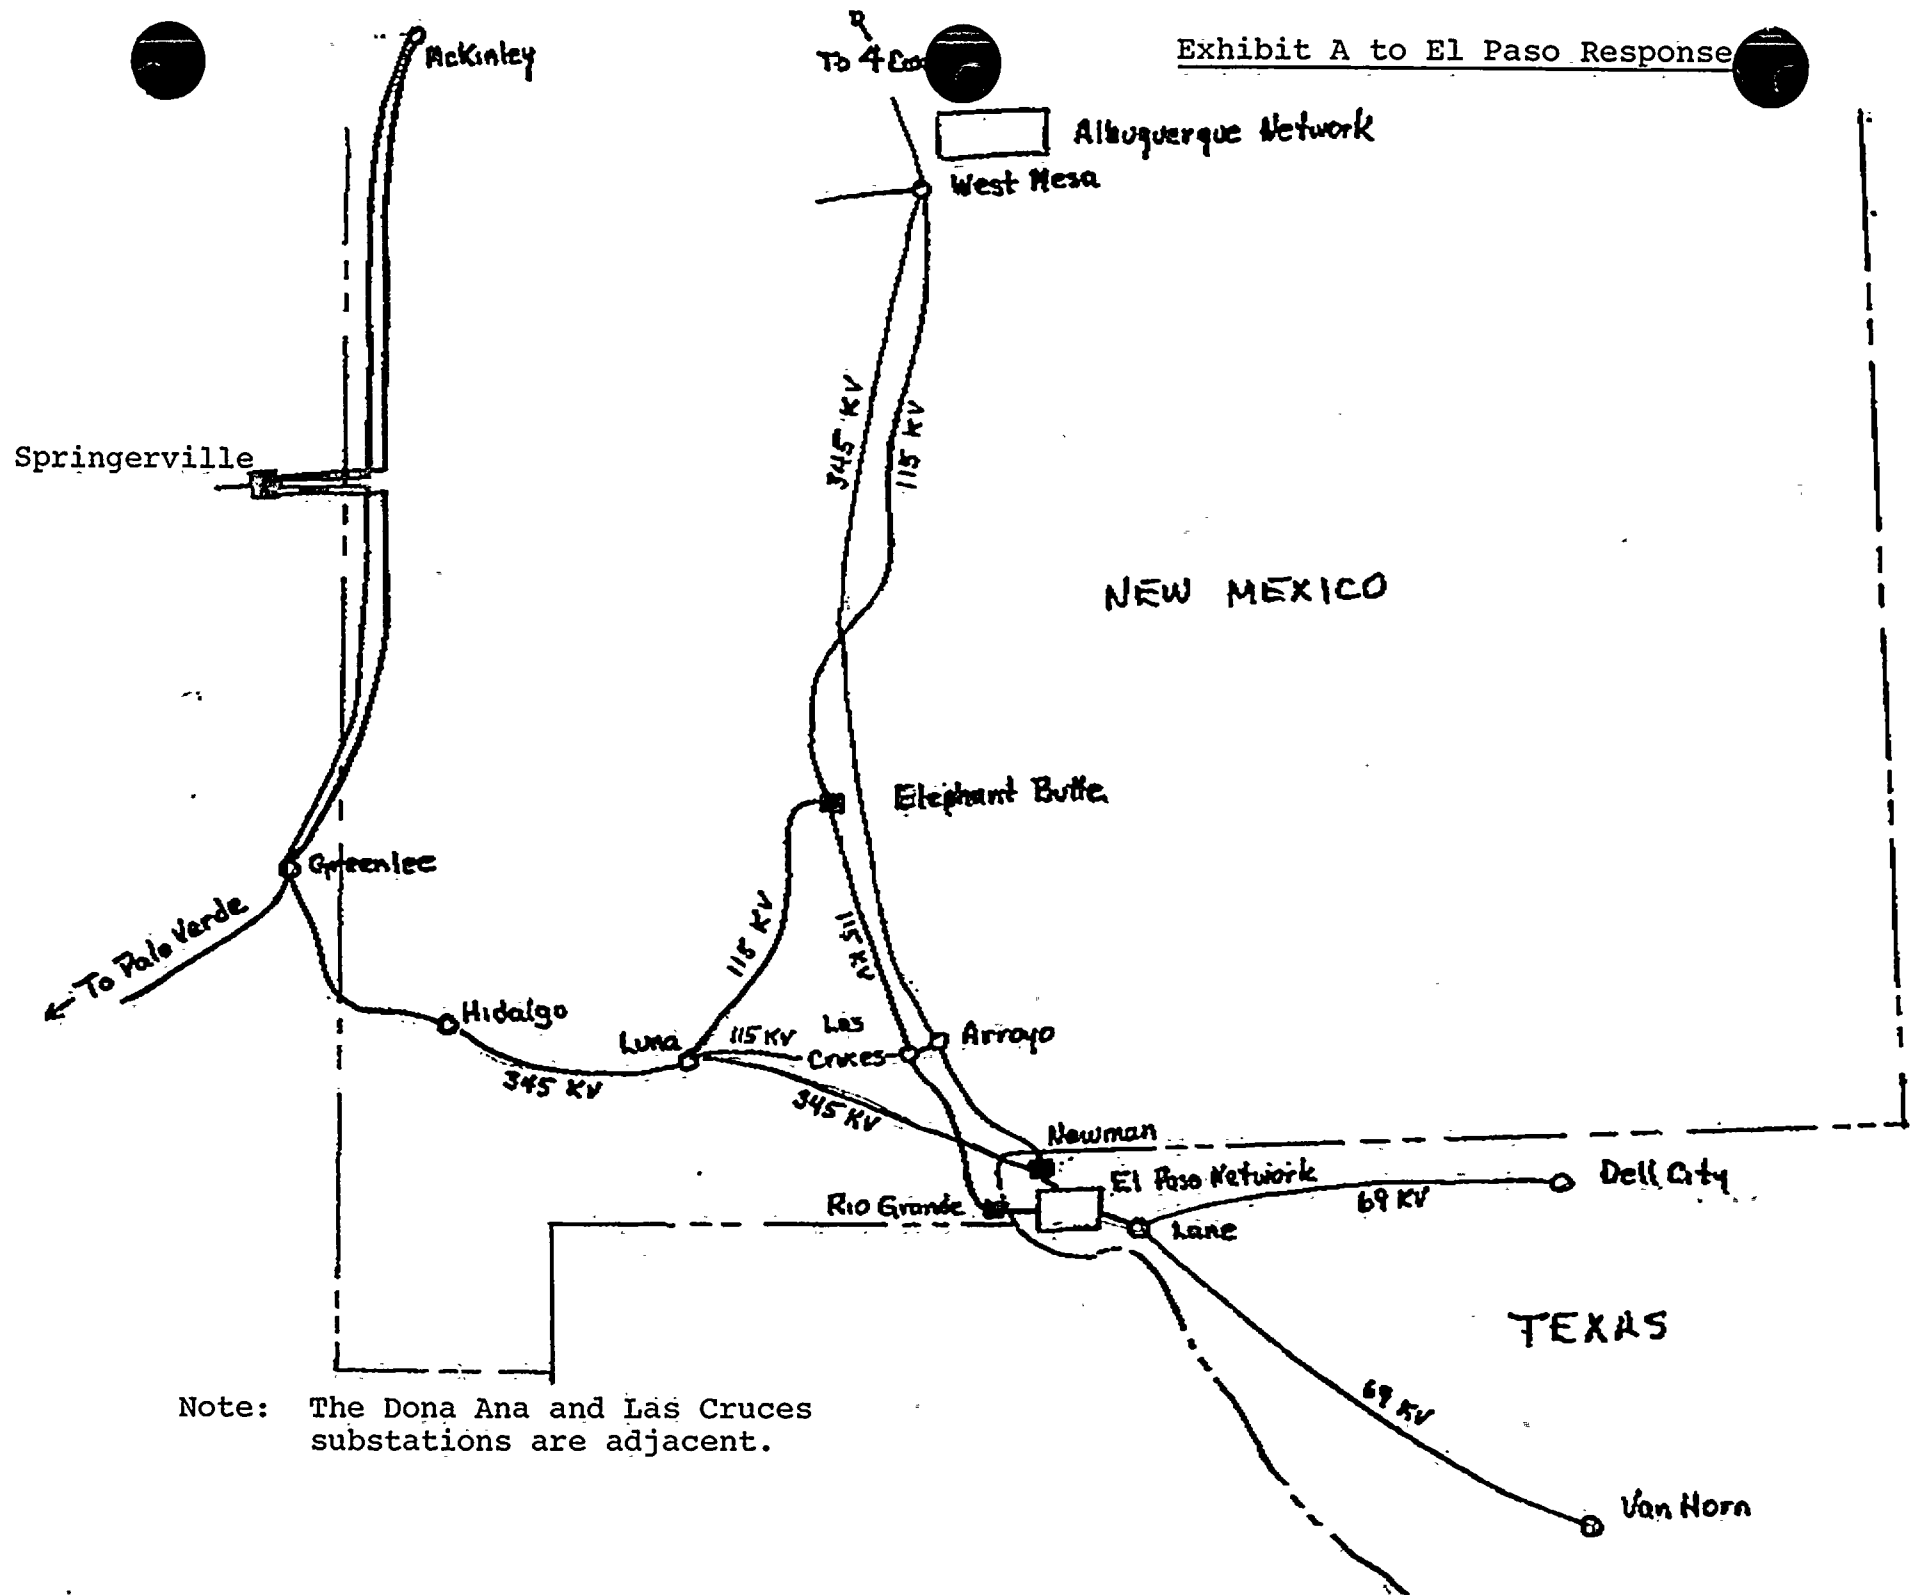 Exhibit A to El Paso Response
McKinley
To 4
Albuquerque Network
West Mesa
345 KV
115 KV
Springerville
NEW MEXICO
Elephant Butte
Greenlee
← To Palo Verde
115 KV
115 KV
Hidalgo
Luna
115 KV
Las
Cruces
Arroyo
345 KV
345 KV
Newman
El Paso Network
Rio Grande
Lane
69 KV
Dell City
TEXAS
69 KV
Van Horn
Note: The Dona Ana and Las Cruces
substations are adjacent.